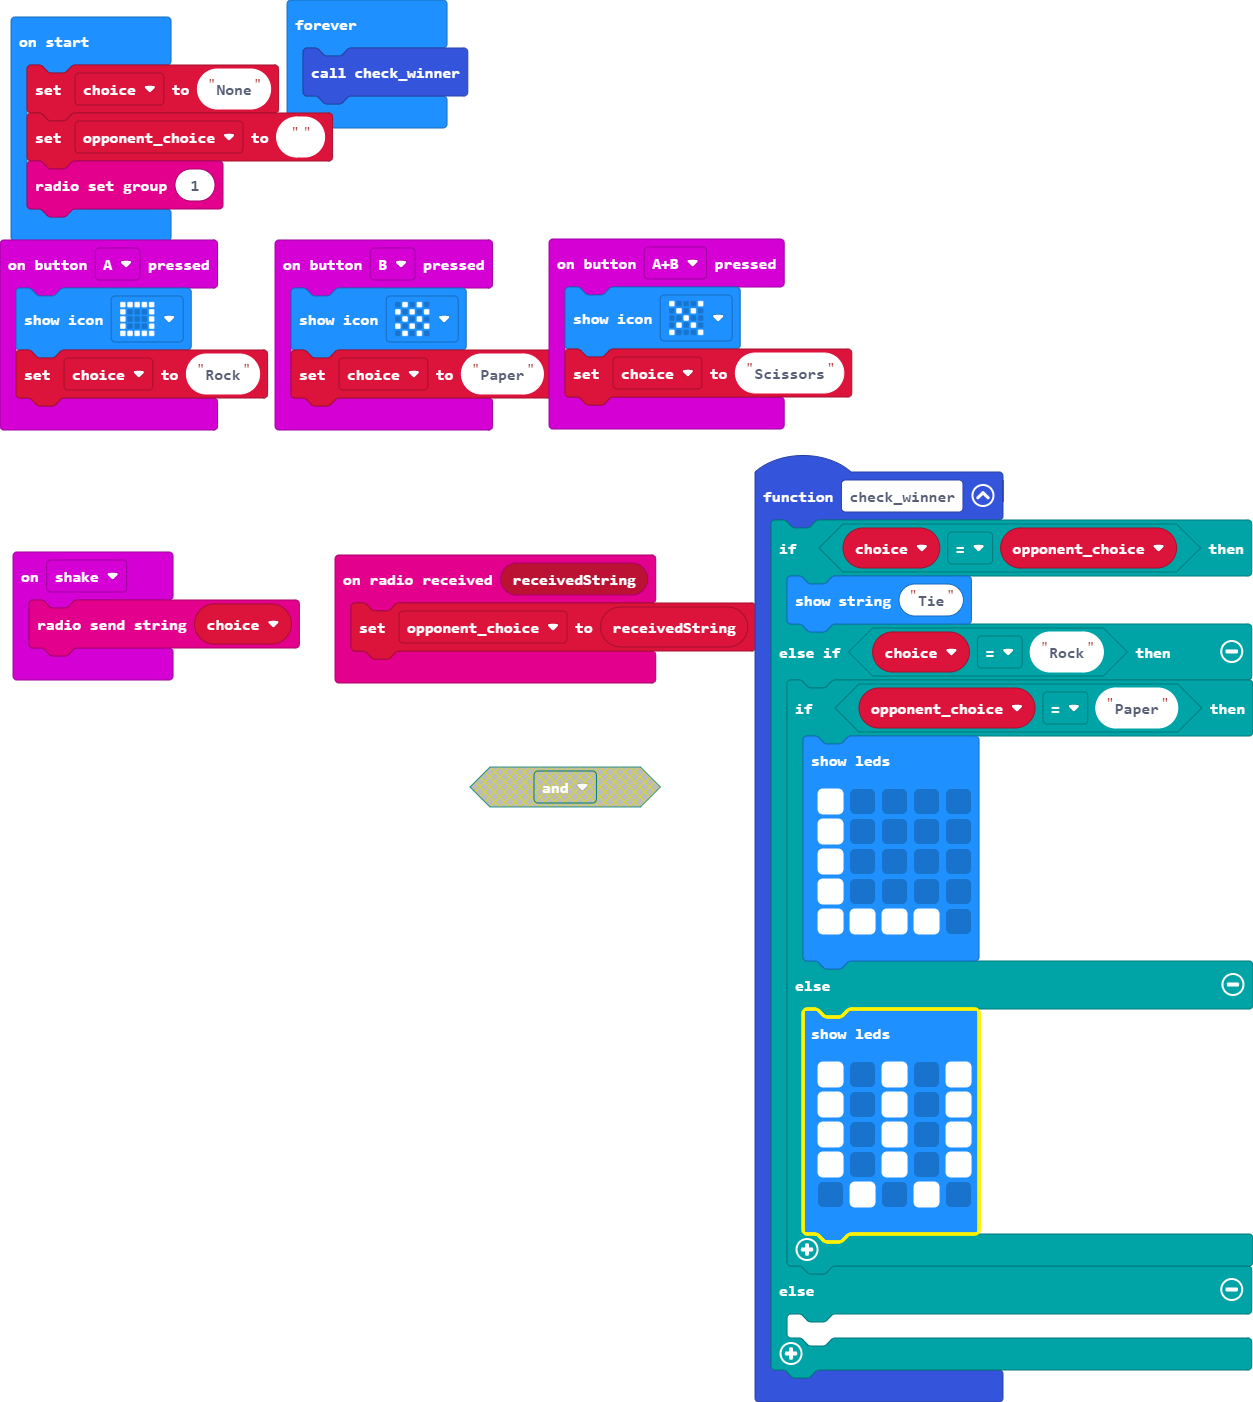 on start
set choice to "None"
set opponent_choice to " "
radio set group 1
forever
call check_winner
on button A pressed
show icon
set choice to "Rock"
on button B pressed
show icon
set choice to "Paper"
on button A+B pressed
show icon
set choice to "Scissors"
on shake
radio send string choice
on radio received receivedString
set opponent_choice to receivedString
and
function check_winner
if choice = opponent_choice then
show string "Tie"
else if choice = "Rock" then
if opponent_choice = "Paper" then
show leds
else
show leds
else